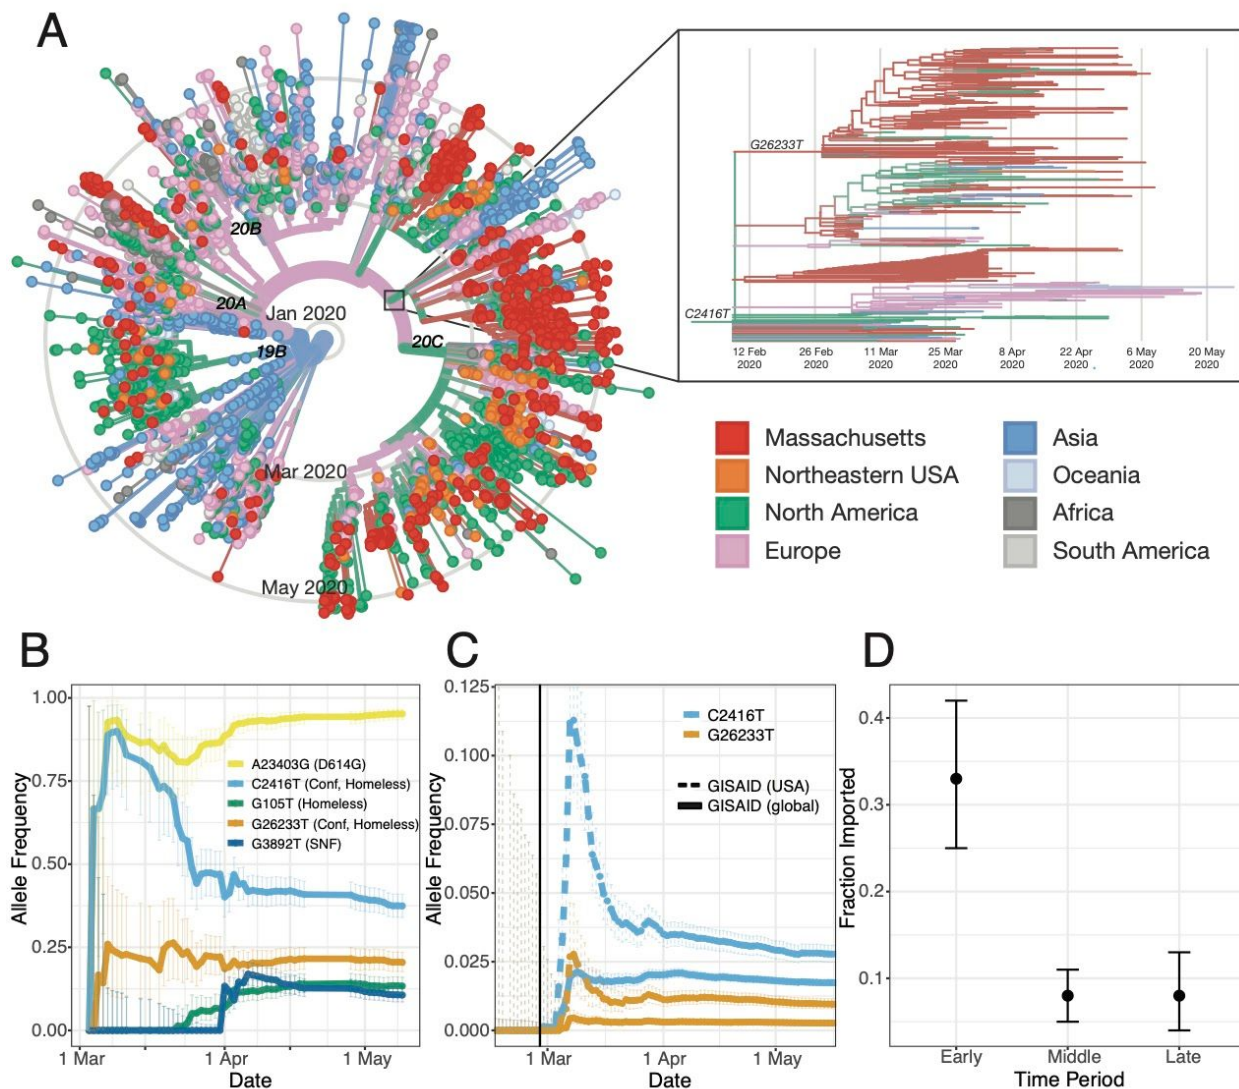 A
20B
20A
Jan 2020
19B
20C
Mar 2020
May 2020
G26233T
C2416T
12 Feb 2020
26 Feb 2020
11 Mar 2020
25 Mar 2020
8 Apr 2020
22 Apr 2020
6 May 2020
20 May 2020
Massachusetts
Northeastern USA
North America
Europe
Asia
Oceania
Africa
South America
B
Allele Frequency
1.00
0.75
0.50
0.25
0.00
A23403G (D614G)
C2416T (Conf, Homeless)
G105T (Homeless)
G26233T (Conf, Homeless)
G3892T (SNF)
1 Mar
1 Apr
1 May
Date
C
Allele Frequency
0.125
0.100
0.075
0.050
0.025
0.000
C2416T
G26233T
GISAID (USA)
GISAID (global)
1 Mar
1 Apr
1 May
Date
D
Fraction Imported
0.4
0.3
0.2
0.1
Early
Middle
Late
Time Period